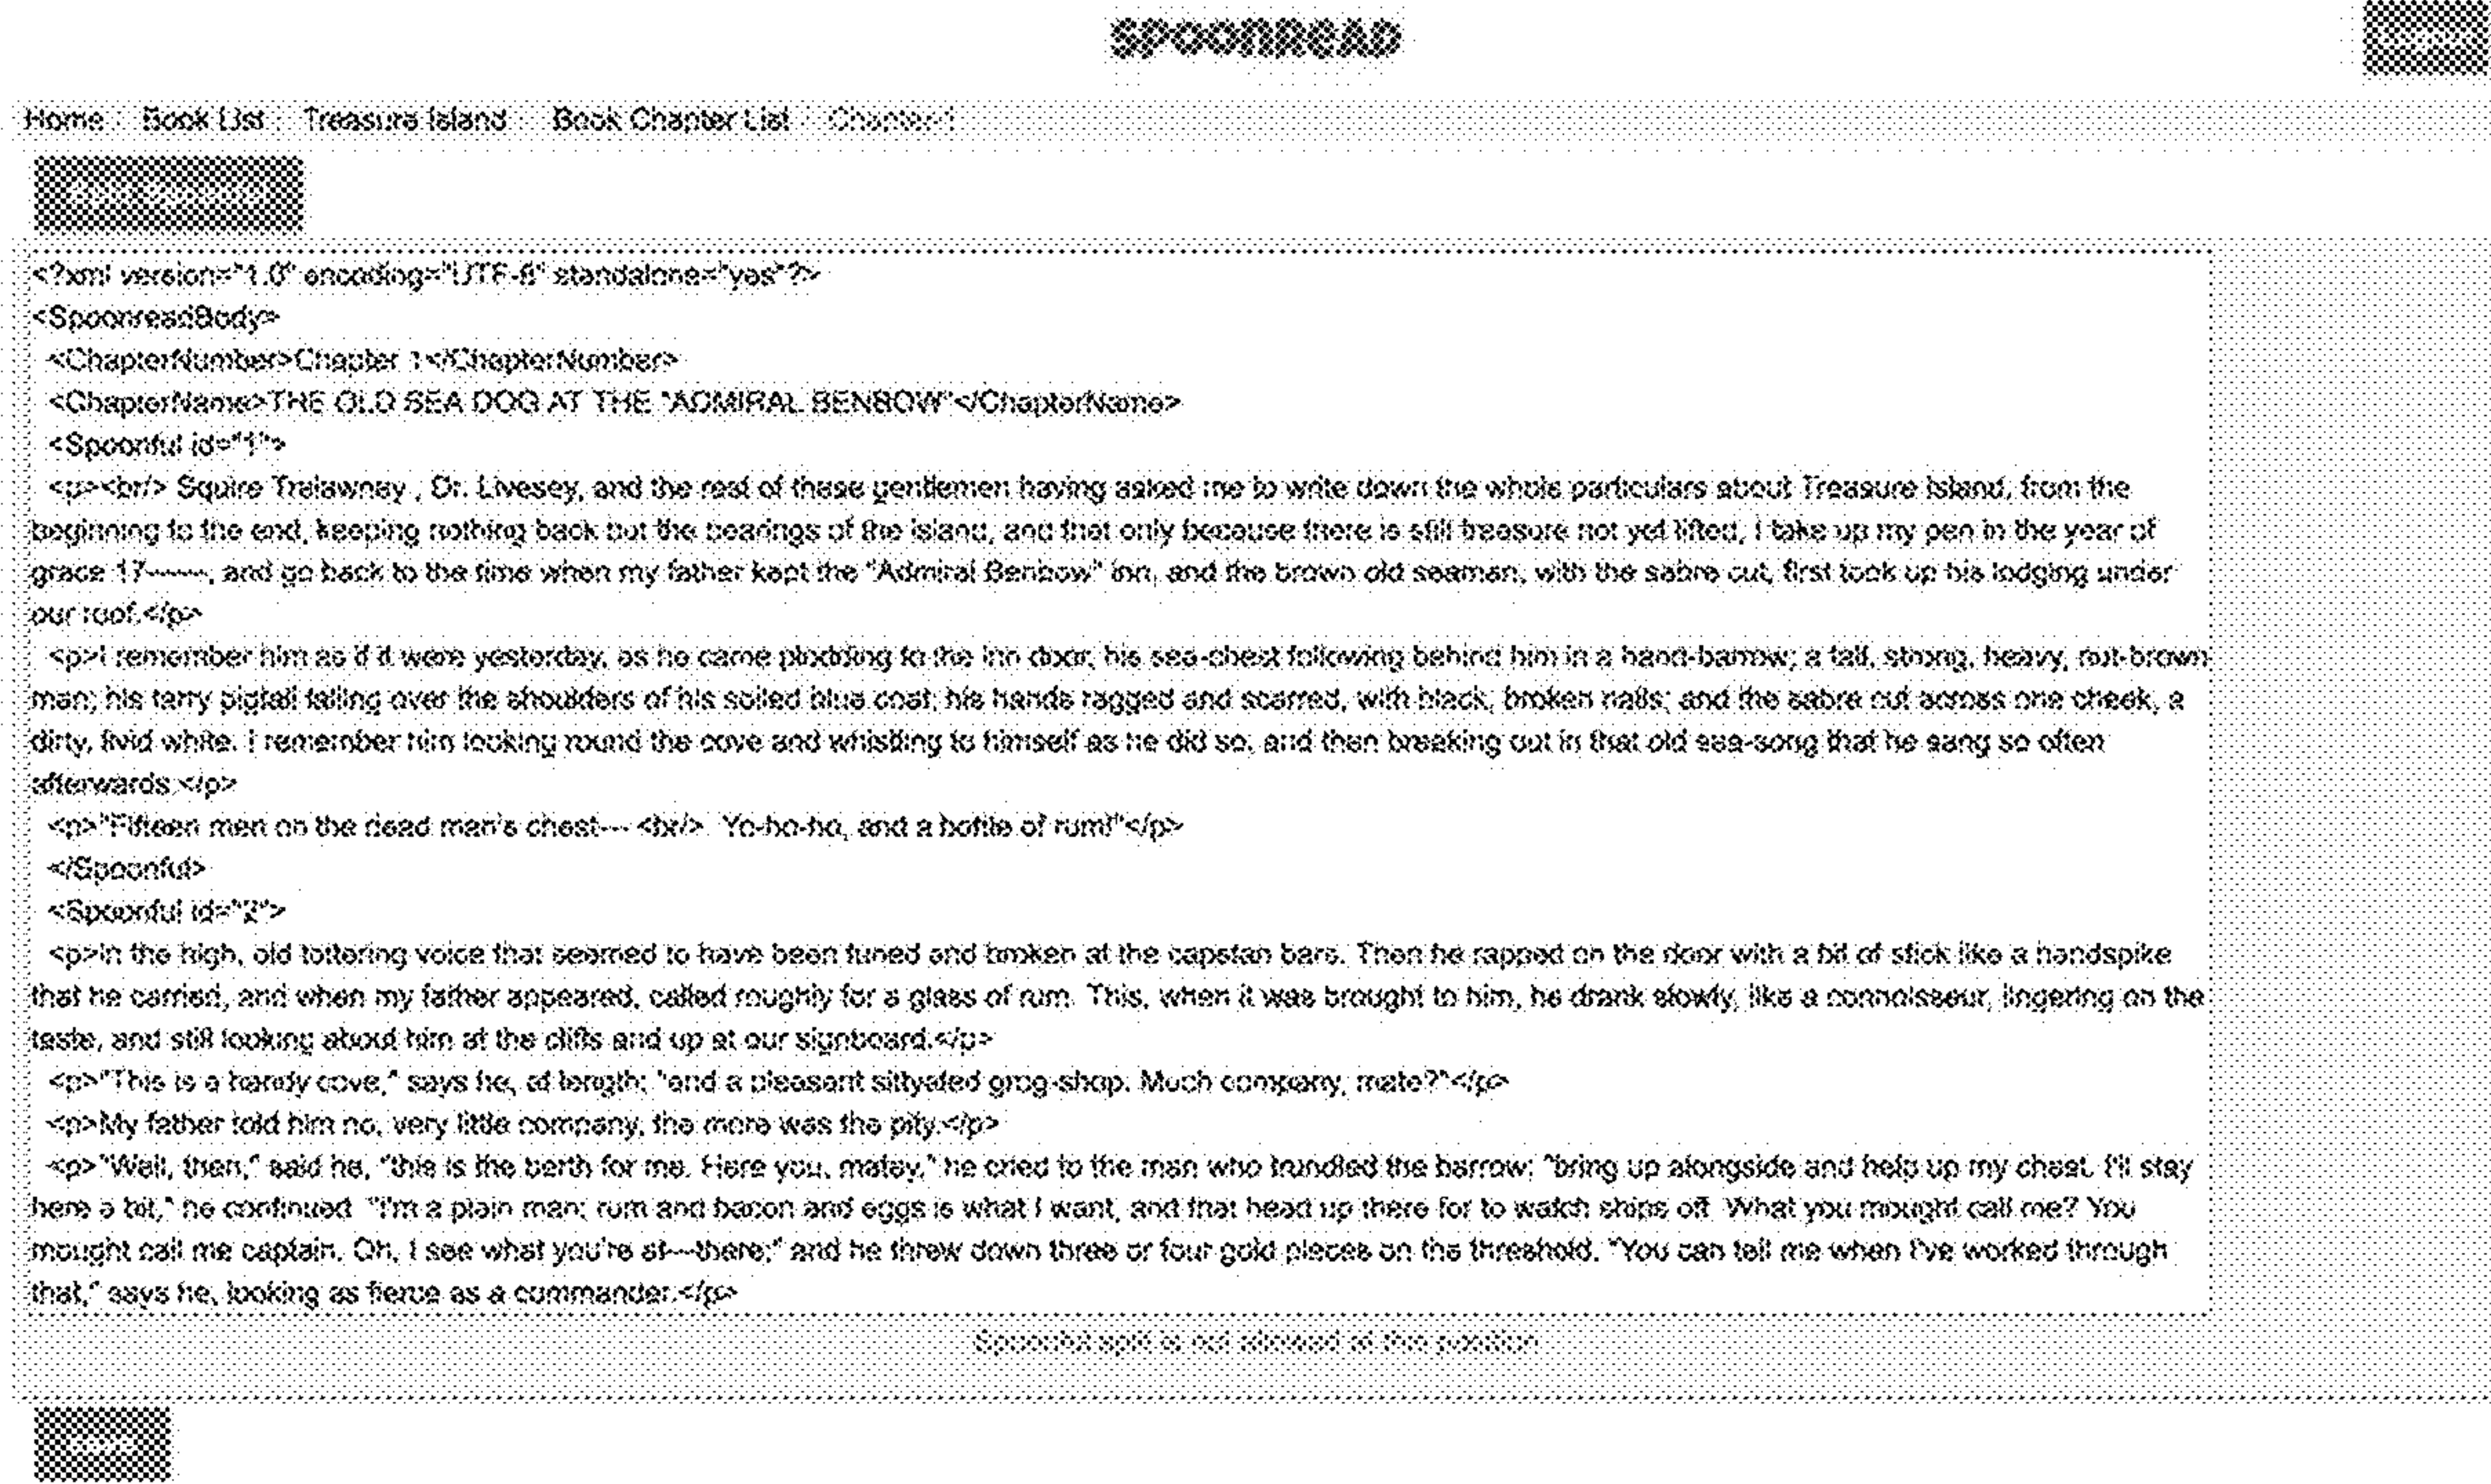 SPOONREAD
Home Book List Treasure Island Book Chapter List Chapter 1
<?xml version="1.0" encoding="UTF-8" standalone="yes"?>
<SpoonreadBody>
<ChapterNumber>Chapter 1</ChapterNumber>
<ChapterName>THE OLD SEA DOG AT THE "ADMIRAL BENBOW"</ChapterName>
<Spoonful id="1">
<p><br/> Squire Trelawney , Dr. Livesey, and the rest of these gentlemen having asked me to write down the whole particulars about Treasure Island, from the
beginning to the end, keeping nothing back but the bearings of the island, and that only because there is still treasure not yet lifted, I take up my pen in the year of
grace 17——, and go back to the time when my father kept the "Admiral Benbow" inn, and the brown old seaman, with the sabre cut, first took up his lodging under
our roof.</p>
<p>I remember him as if it were yesterday, as he came plodding to the inn door, his sea-chest following behind him in a hand-barrow; a tall, strong, heavy, nut-brown
man; his tarry pigtail falling over the shoulders of his soiled blue coat; his hands ragged and scarred, with black, broken nails; and the sabre cut across one cheek, a
dirty, livid white. I remember him looking round the cove and whistling to himself as he did so, and then breaking out in that old sea-song that he sang so often
afterwards:</p>
<p>"Fifteen men on the dead man's chest— <br/> Yo-ho-ho, and a bottle of rum!"</p>
</Spoonful>
<Spoonful id="2">
<p>in the high, old tottering voice that seemed to have been tuned and broken at the capstan bars. Then he rapped on the door with a bit of stick like a handspike
that he carried, and when my father appeared, called roughly for a glass of rum. This, when it was brought to him, he drank slowly, like a connoisseur, lingering on the
taste, and still looking about him at the cliffs and up at our signboard.</p>
<p>"This is a handy cove," says he, at length; "and a pleasant sittyated grog-shop. Much company, mate?"</p>
<p>My father told him no, very little company, the more was the pity.</p>
<p>"Well, then," said he, "this is the berth for me. Here you, matey," he cried to the man who trundled the barrow; "bring up alongside and help up my chest. I'll stay
here a bit," he continued. "I'm a plain man; rum and bacon and eggs is what I want, and that head up there for to watch ships off. What you mought call me? You
mought call me captain. Oh, I see what you're at—there;" and he threw down three or four gold pieces on the threshold. "You can tell me when I've worked through
that," says he, looking as fierce as a commander.</p>
Spoonful split is not allowed at this position